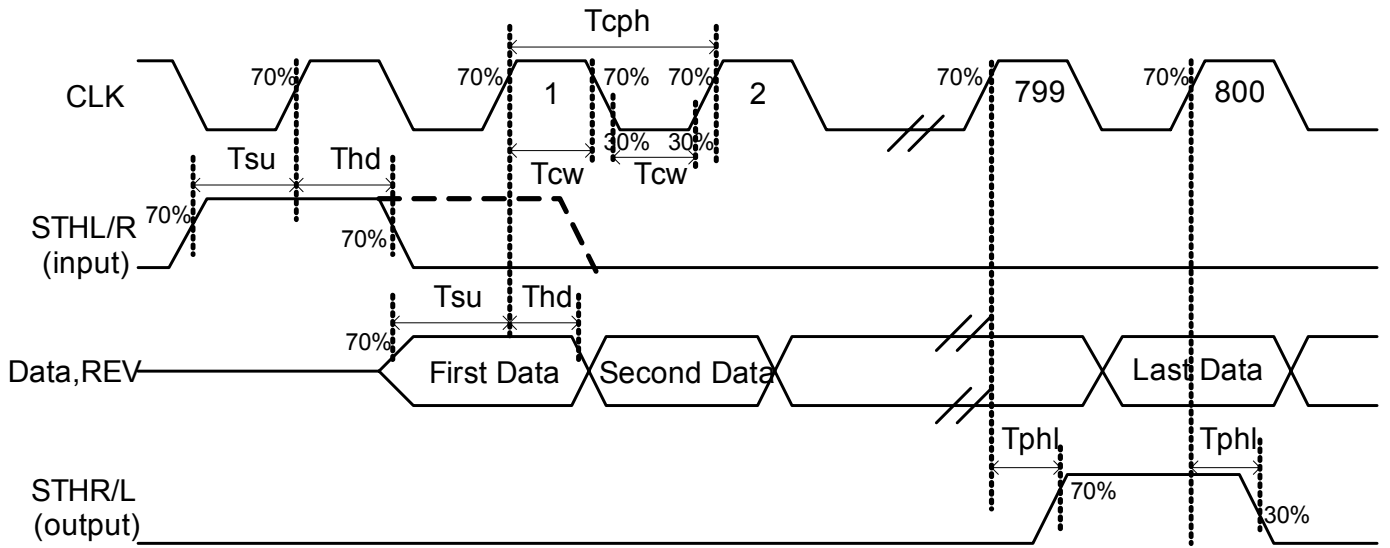 Tcph
CLK
70%
70%
1
70%
70%
2
70%
799
70%
800
30%
30%
Tsu
Thd
Tcw
Tcw
STHL/R
(input)
70%
70%
Tsu
Thd
70%
Data,REV
First Data
Second Data
Last Data
Tphl
Tphl
STHR/L
(output)
70%
30%